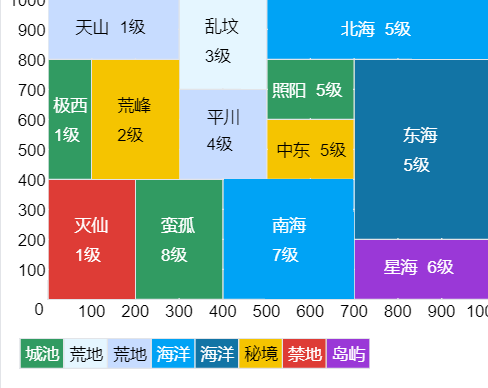 1000
900
800
700
600
500
400
300
200
100
0
天山 1级
乱坟
3级
北海 5级
极西
1级
荒峰
2级
平川
4级
照阳 5级
中东 5级
东海
5级
灭仙
1级
蛮孤
8级
南海
7级
星海 6级
100 200 300 400 500 600 700 800 900 100
城池 荒地 荒地 海洋 海洋 秘境 禁地 岛屿